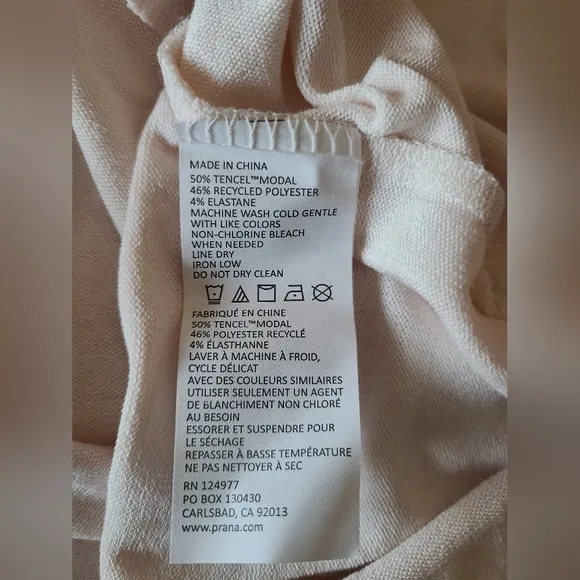 MADE IN CHINA
50% TENCEL™MODAL
46% RECYCLED POLYESTER
4% ELASTANE
MACHINE WASH COLD GENTLE
WITH LIKE COLORS
NON-CHLORINE BLEACH
WHEN NEEDED
LINE DRY
IRON LOW
DO NOT DRY CLEAN
FABRIQUÉ EN CHINE
50% TENCEL™MODAL
46% POLYESTER RECYCLÉ
4% ÉLASTHANNE
LAVER À MACHINE À FROID,
CYCLE DÉLICAT
AVEC DES COULEURS SIMILAIRES
UTILISER SEULEMENT UN AGENT
DE BLANCHIMENT NON CHLORÉ
AU BESOIN
ESSORER ET SUSPENDRE POUR
LE SÉCHAGE
REPASSER À BASSE TEMPÉRATURE
NE PAS NETTOYER À SEC
RN 124977
PO BOX 130430
CARLSBAD, CA 92013
www.prana.com